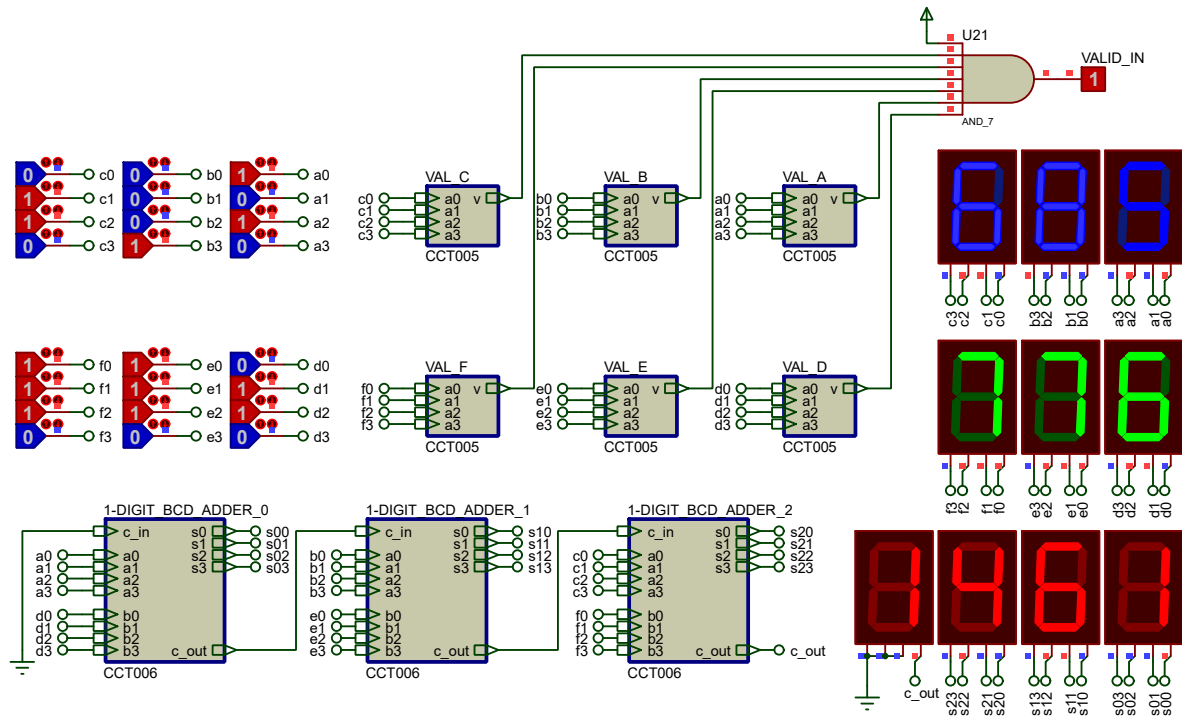 U21
VALID_IN
1
AND_7
0 c0 0 b0 1 a0
1 c1 0 b1 0 a1
1 c2 0 b2 1 a2
0 c3 1 b3 0 a3
VAL_C VAL_B VAL_A
c0 a0 v b0 a0 v a0 a0 v
c1 a1 b1 a1 a1 a1
c2 a2 b2 a2 a2 a2
c3 a3 b3 a3 a3 a3
CCT005 CCT005 CCT005
685
c3 c2 c1 c0 b3 b2 b1 b0 a3 a2 a1 a0
1 f0 1 e0 0 d0
1 f1 1 e1 1 d1
1 f2 1 e2 1 d2
0 f3 0 e3 0 d3
VAL_F VAL_E VAL_D
f0 a0 v e0 a0 v d0 a0 v
f1 a1 e1 a1 d1 a1
f2 a2 e2 a2 d2 a2
f3 a3 e3 a3 d3 a3
CCT005 CCT005 CCT005
776
f3 f2 f1 f0 e3 e2 e1 e0 d3 d2 d1 d0
1-DIGIT_BCD_ADDER_0 1-DIGIT_BCD_ADDER_1 1-DIGIT_BCD_ADDER_2
c_in s0 s00 c_in s0 s10 c_in s0 s20
s1 s01 s1 s11 s1 s21
s2 s02 s2 s12 s2 s22
s3 s03 s3 s13 s3 s23
a0 a0 b0 a0 c0 a0
a1 a1 b1 a1 c1 a1
a2 a2 b2 a2 c2 a2
a3 a3 b3 a3 c3 a3
d0 b0 e0 b0 f0 b0
d1 b1 e1 b1 f1 b1
d2 b2 e2 b2 f2 b2
d3 b3 c_out e3 b3 c_out f3 b3 c_out c_out
CCT006 CCT006 CCT006
1461
c_out s23 s22 s21 s20 s13 s12 s11 s10 s03 s02 s01 s00